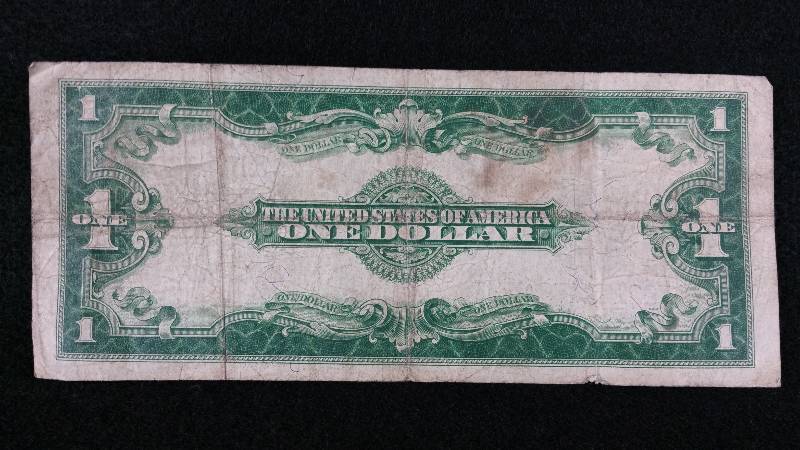 1 1
ONE DOLLAR ONE DOLLAR
ONE 1 THE UNITED STATES OF AMERICA ONE 1
ONE DOLLAR
ONE DOLLAR ONE DOLLAR
1 1